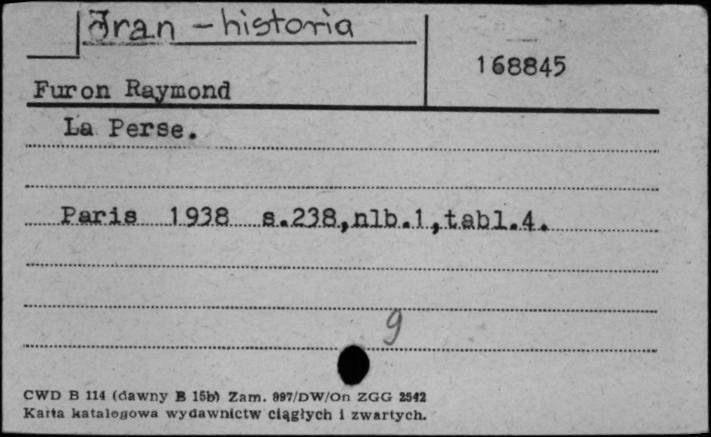 Iran - historia
168845
Furon Raymond
La Perse.
Paris 1938 s.238,nlb.1,tabl.4.
g
CWD B 114 (dawny B 15b) Zam. 997/DW/On ZGG 2542
Karta katalogowa wydawnictw ciągłych i zwartych.